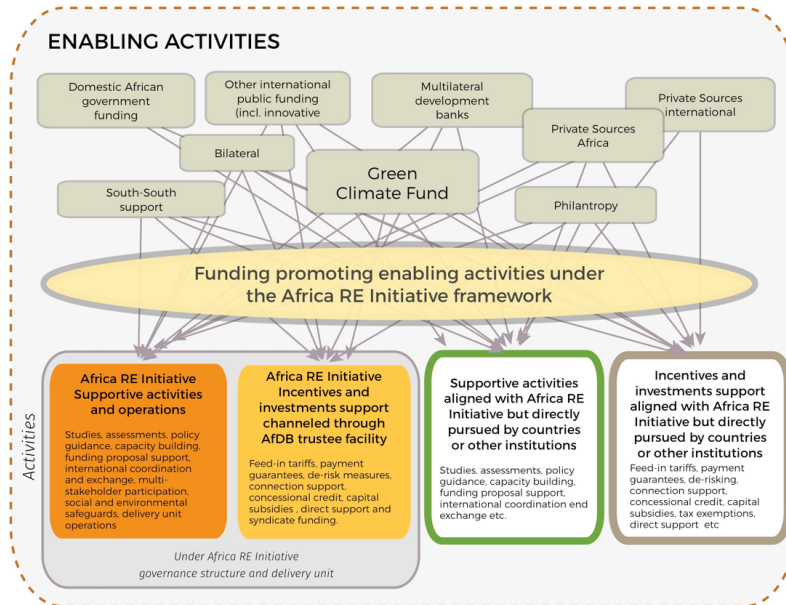 ENABLING ACTIVITIES
Domestic African
government
funding
Other international
public funding
(incl. innovative
Multilateral
development
banks
Private Sources
international
Private Sources
Africa
Bilateral
Green
Climate Fund
South-South
support
Philantropy
Funding promoting enabling activities under
the Africa RE Initiative framework
Activities
Africa RE Initiative
Supportive activities
and operations
Studies, assessments, policy
guidance, capacity building,
funding proposal support,
international coordination
and exchange, multi-
stakeholder participation,
social and environmental
safeguards, delivery unit
operations
Africa RE Initiative
Incentives and
investments support
channeled through
AfDB trustee facility
Feed-in tariffs, payment
guarantees, de-risk measures,
connection support,
concessional credit, capital
subsidies , direct support and
syndicate funding.
Supportive activities
aligned with Africa RE
Initiative but directly
pursued by countries
or other institutions
Studies, assessments, policy
guidance, capacity building,
funding proposal support,
international coordination end
exchange etc.
Incentives and
investments support
aligned with Africa RE
Initiative but directly
pursued by countries
or other institutions
Feed-in tariffs, payment
guarantees, de-risking,
connection support,
concessional credit, capital
subsidies, tax exemptions,
direct support etc
Under Africa RE Initiative
governance structure and delivery unit